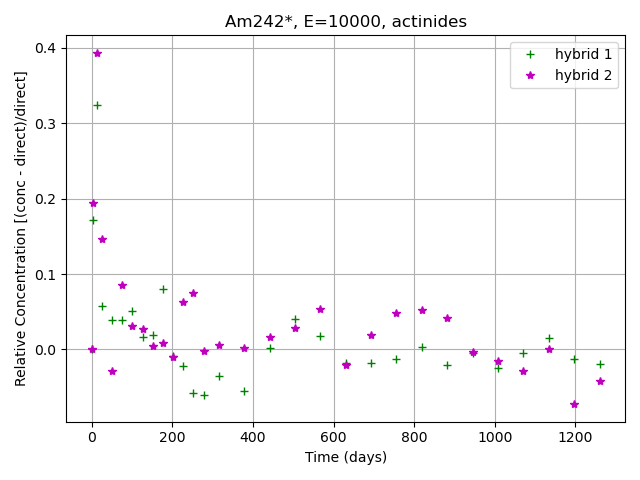 Am242*, E=10000, actinides
Relative Concentration [(conc - direct)/direct]
0.4
0.3
0.2
0.1
0.0
hybrid 1
hybrid 2
0 200 400 600 800 1000 1200
Time (days)